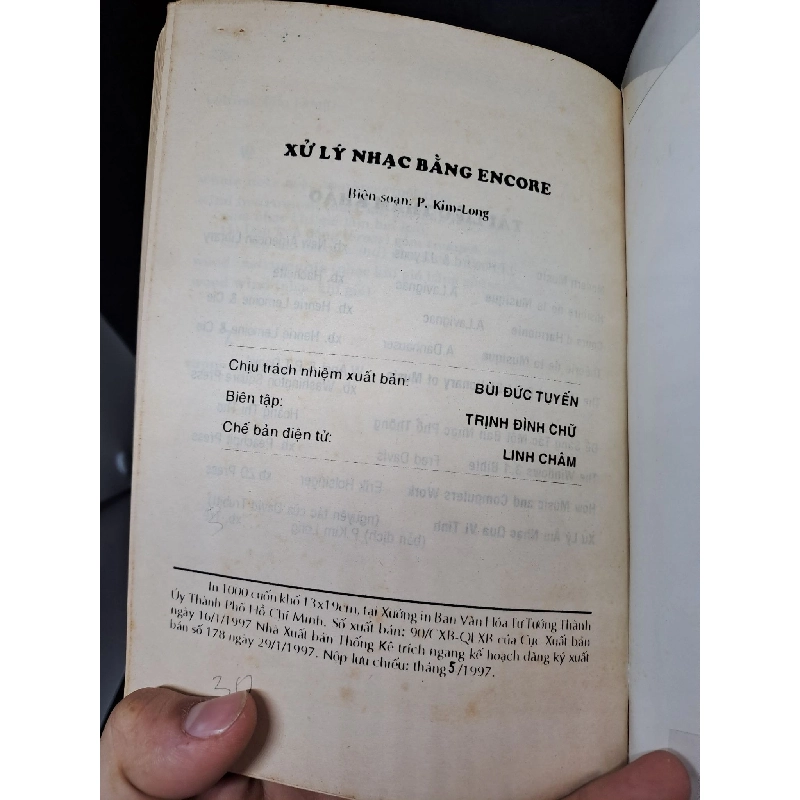 XỬ LÝ NHẠC BẰNG ENCORE
Biên soạn: P. Kim-Long
Chịu trách nhiệm xuất bản: BÙI ĐỨC TUYẾN
Biên tập: TRỊNH ĐÌNH CHỮ
Chế bản điện tử: LINH CHÂM
In 1000 cuốn khổ 13x19cm, tại Xưởng in Ban Văn Hóa Tư Tưởng Thành
Ủy Thành Phố Hồ Chí Minh. Số xuất bản: 90/CXB-QLXB của Cục Xuất bản
ngày 16/1/1997 Nhà Xuất bản Thống Kê trích ngang kế hoạch đăng ký xuất
bản số 178 ngày 29/1/1997. Nộp lưu chiểu: tháng 5/1997.